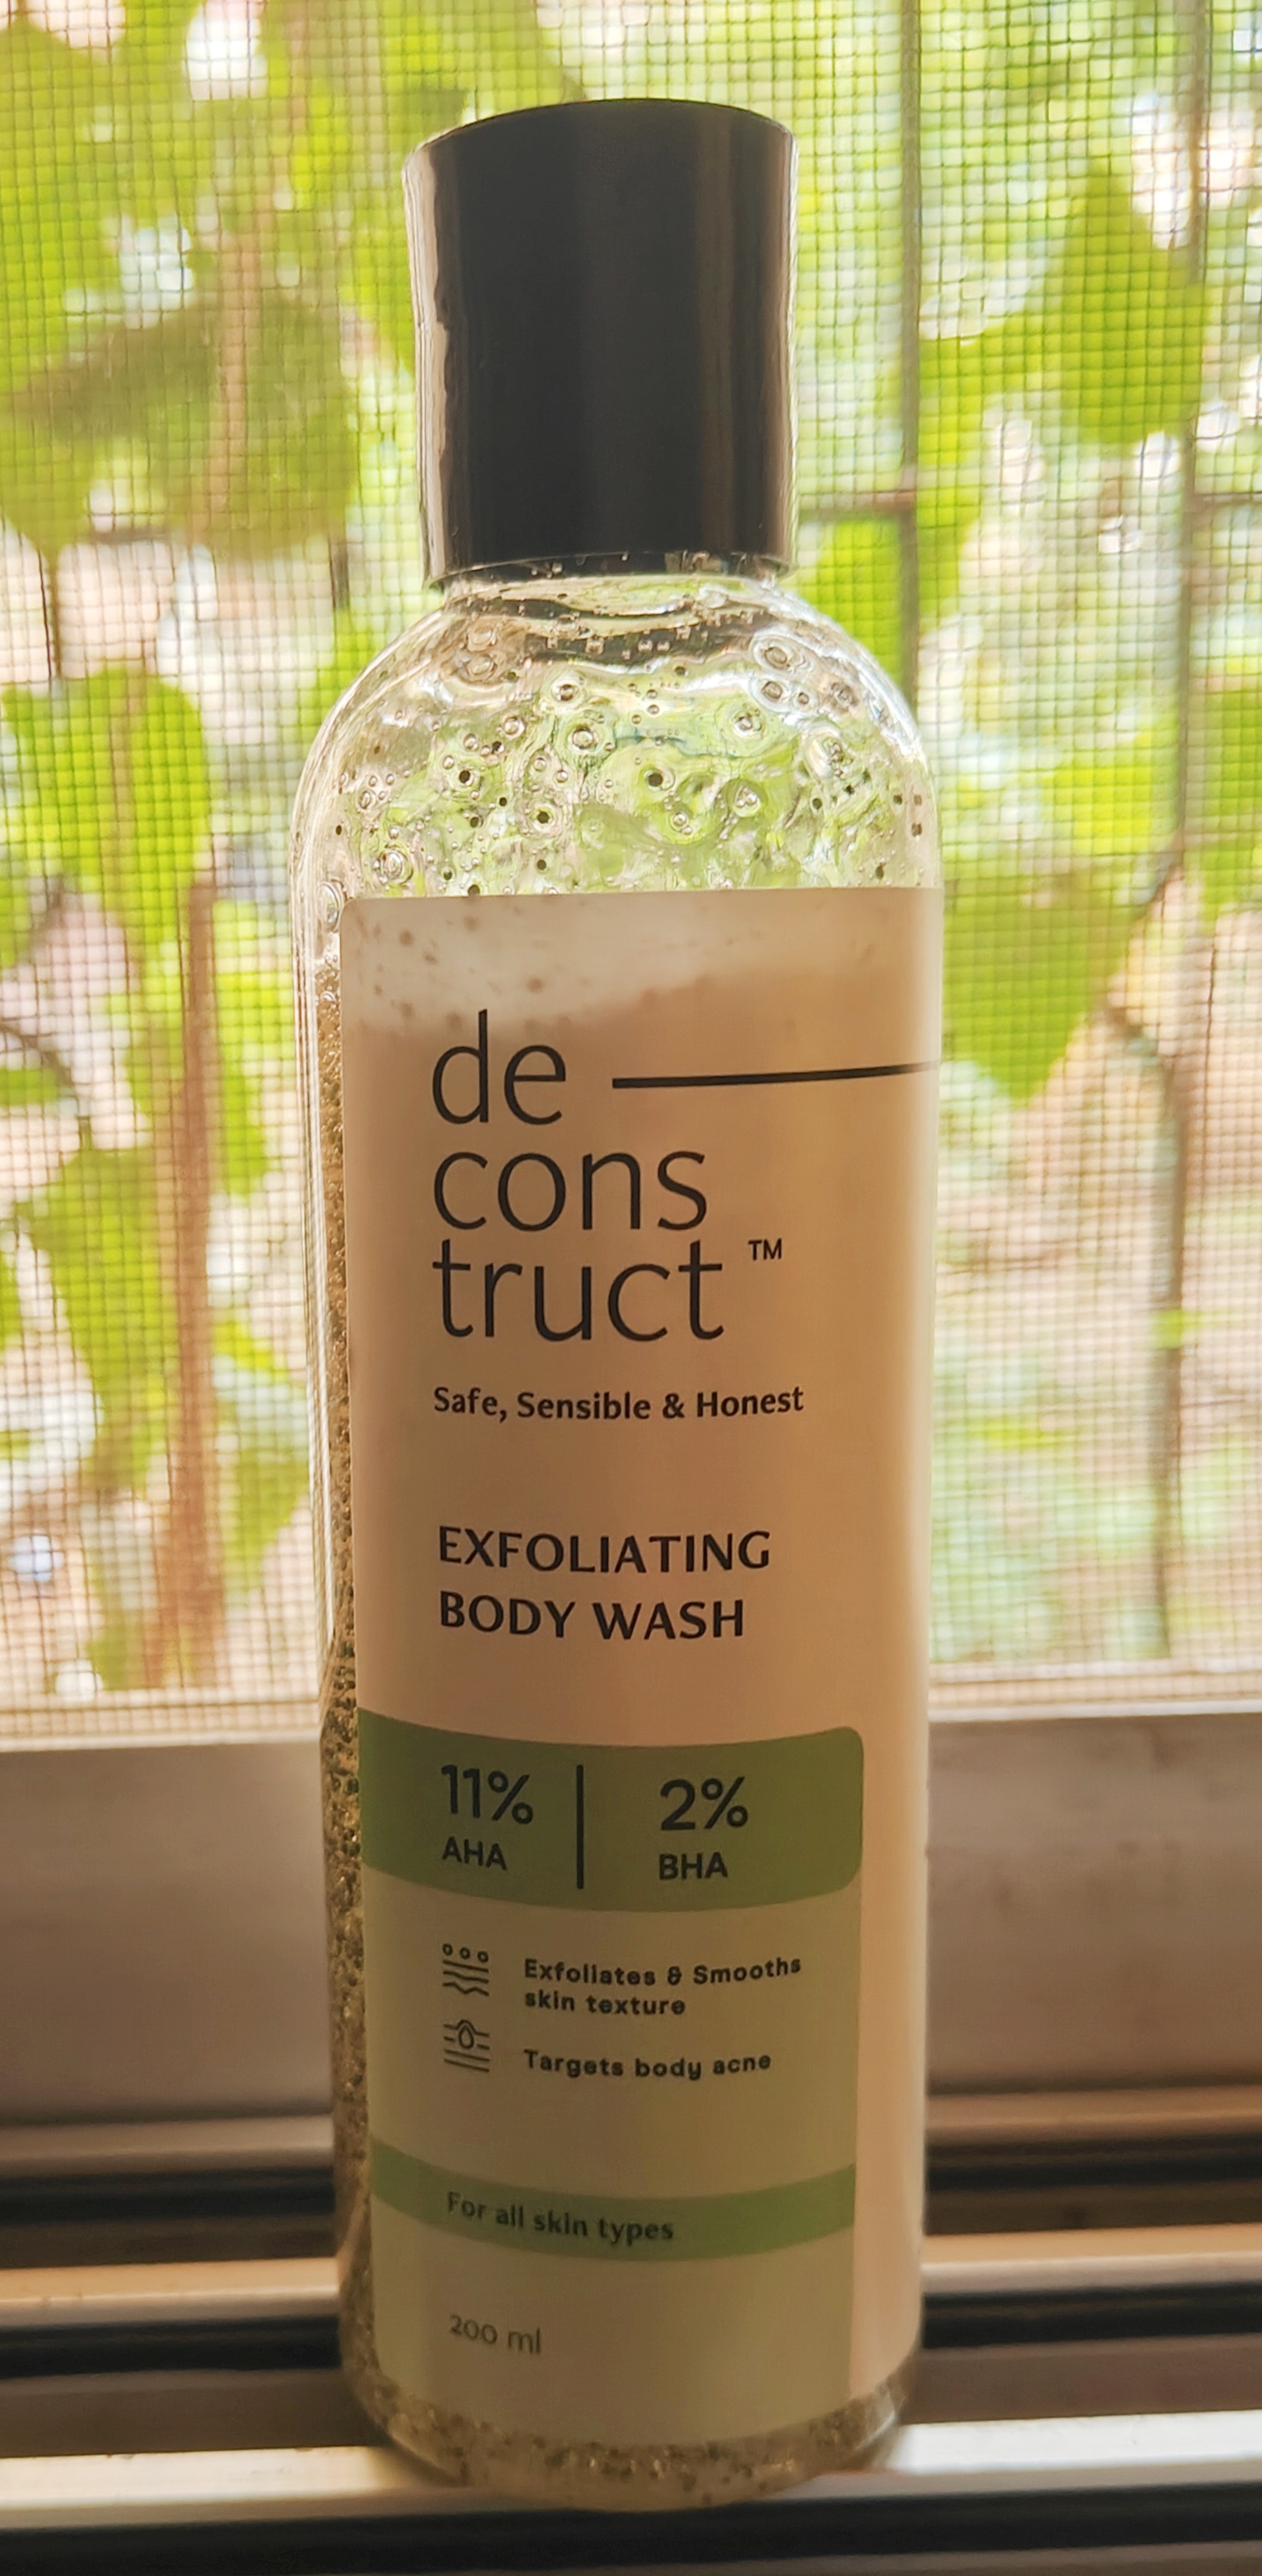 de
cons
truct™
Safe, Sensible & Honest
EXFOLIATING
BODY WASH
11% | 2%
AHA BHA
Exfoliates & Smooths
skin texture
Targets body acne
For all skin types
200 ml